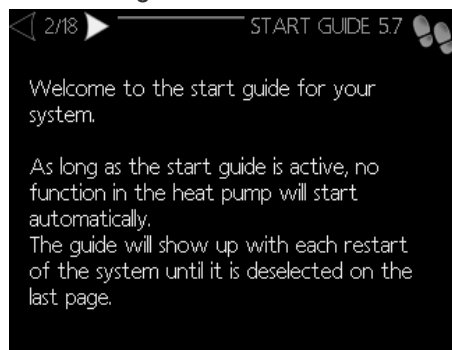 2/18 START GUIDE 5.7
Welcome to the start guide for your
system.
As long as the start guide is active, no
function in the heat pump will start
automatically.
The guide will show up with each restart
of the system until it is deselected on the
last page.